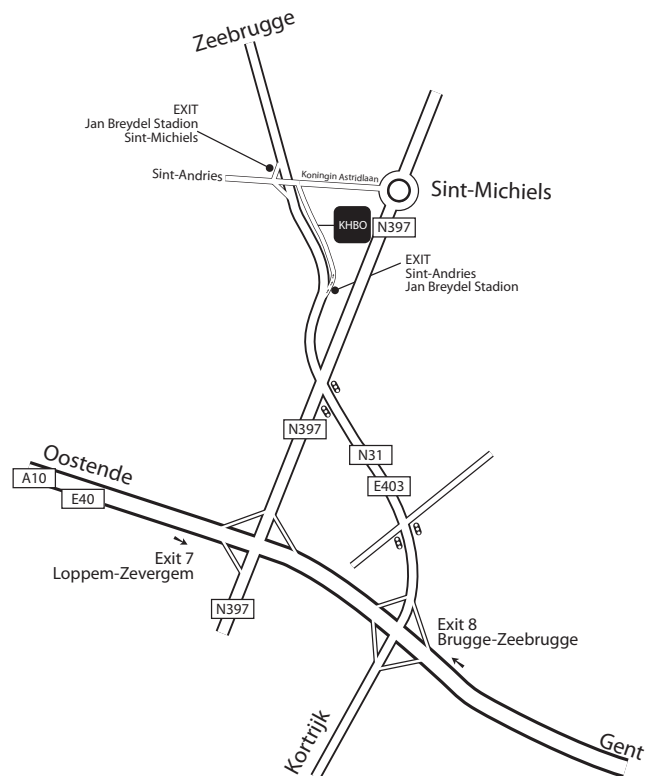 Zeebrugge
EXIT
Jan Breydel Stadion
Sint-Michiels
Sint-Andries
Koningin Astridlaan
Sint-Michiels
KHBO
N397
EXIT
Sint-Andries
Jan Breydel Stadion
N397
N31
Oostende
A10
E40
E403
Exit 7
Loppem-Zevergem
N397
Exit 8
Brugge-Zeebrugge
Kortrijk
Gent